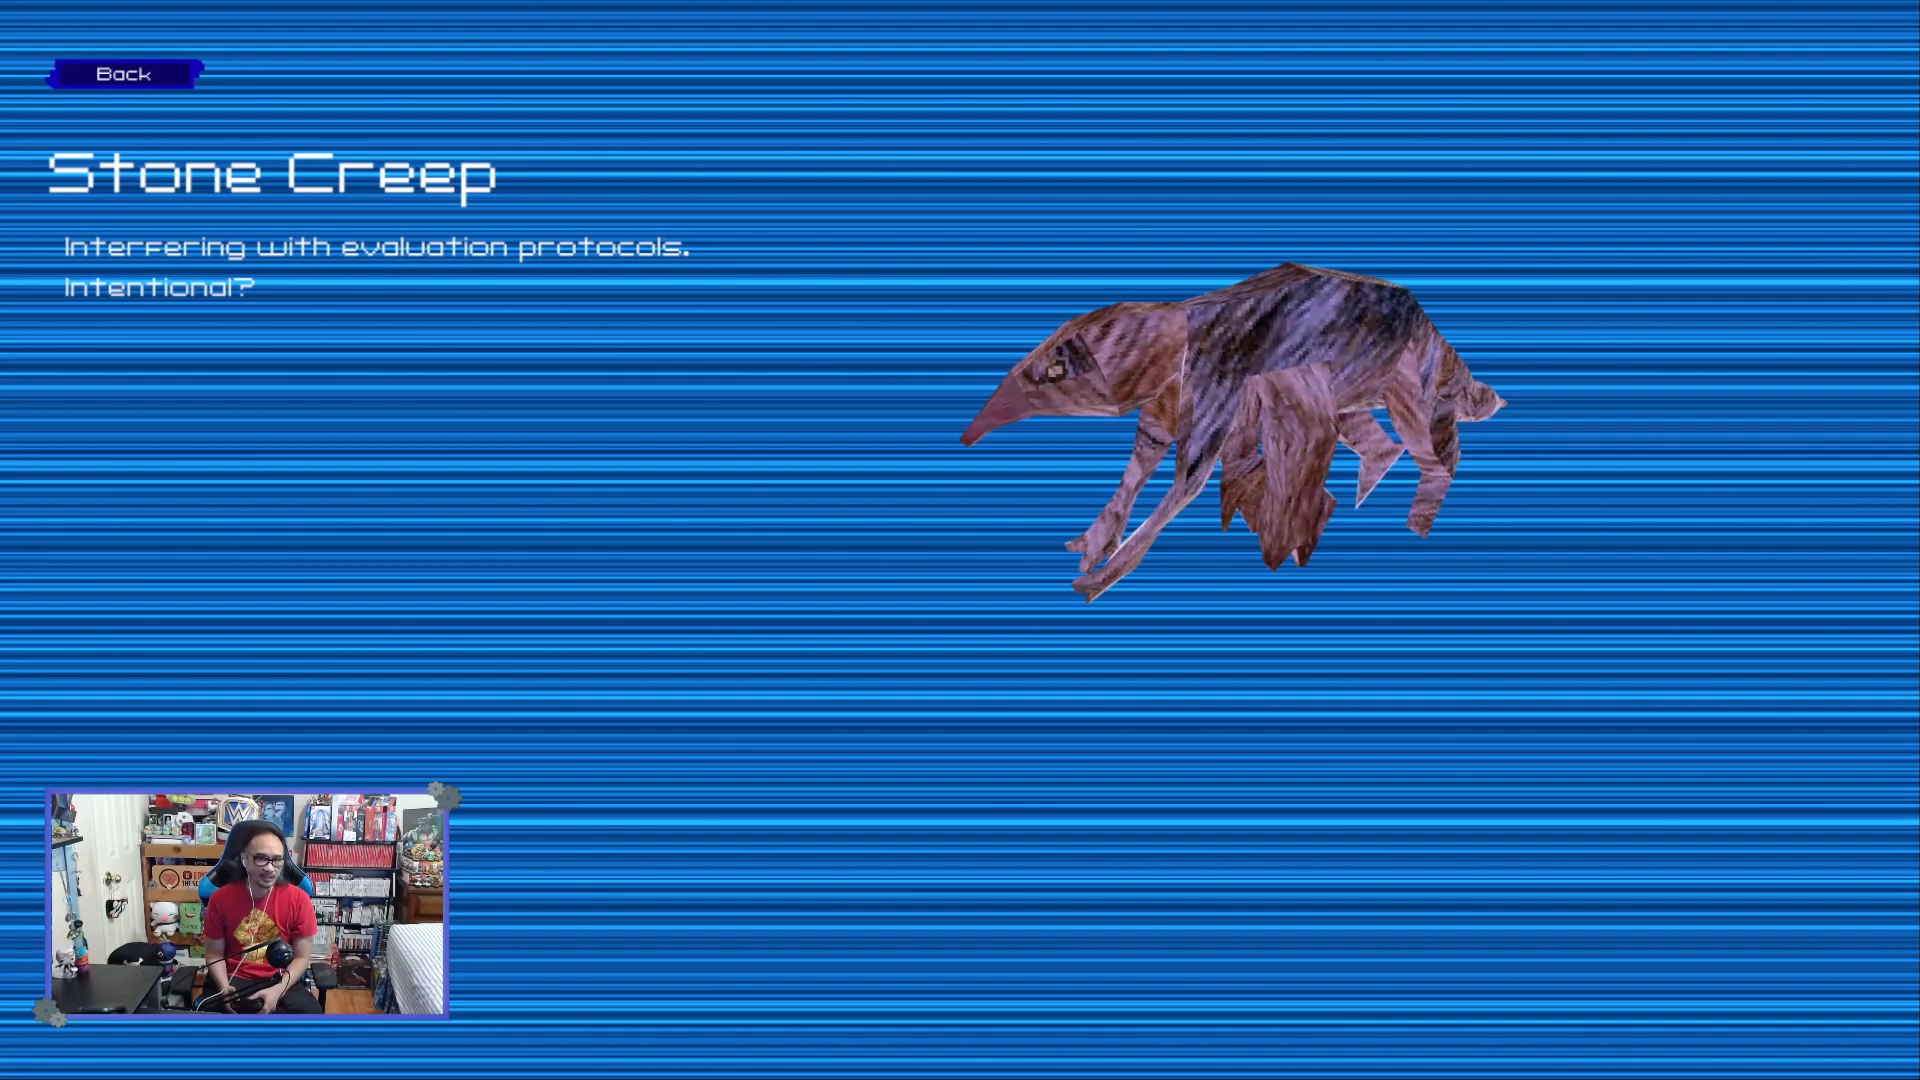 Back
Stone Creep
Interfering with evaluation protocols.
Intentional?